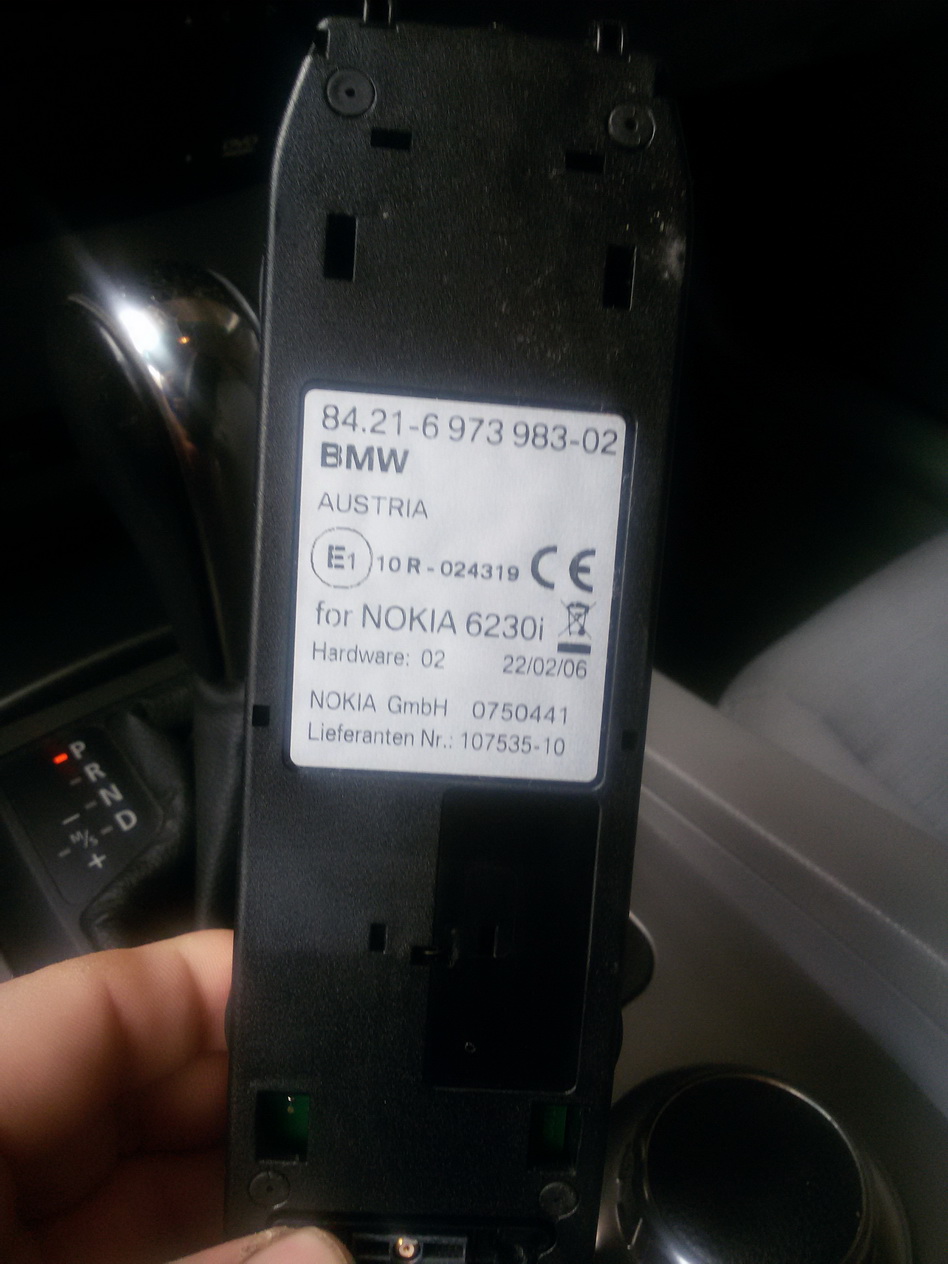 84.21-6 973 983-02
BMW
AUSTRIA
E1 10 R - 024319 CE
for NOKIA 6230i
Hardware: 02 22/02/06
NOKIA GmbH 0750441
Lieferanten Nr.: 107535-10
P
R
N
D
M/S
+